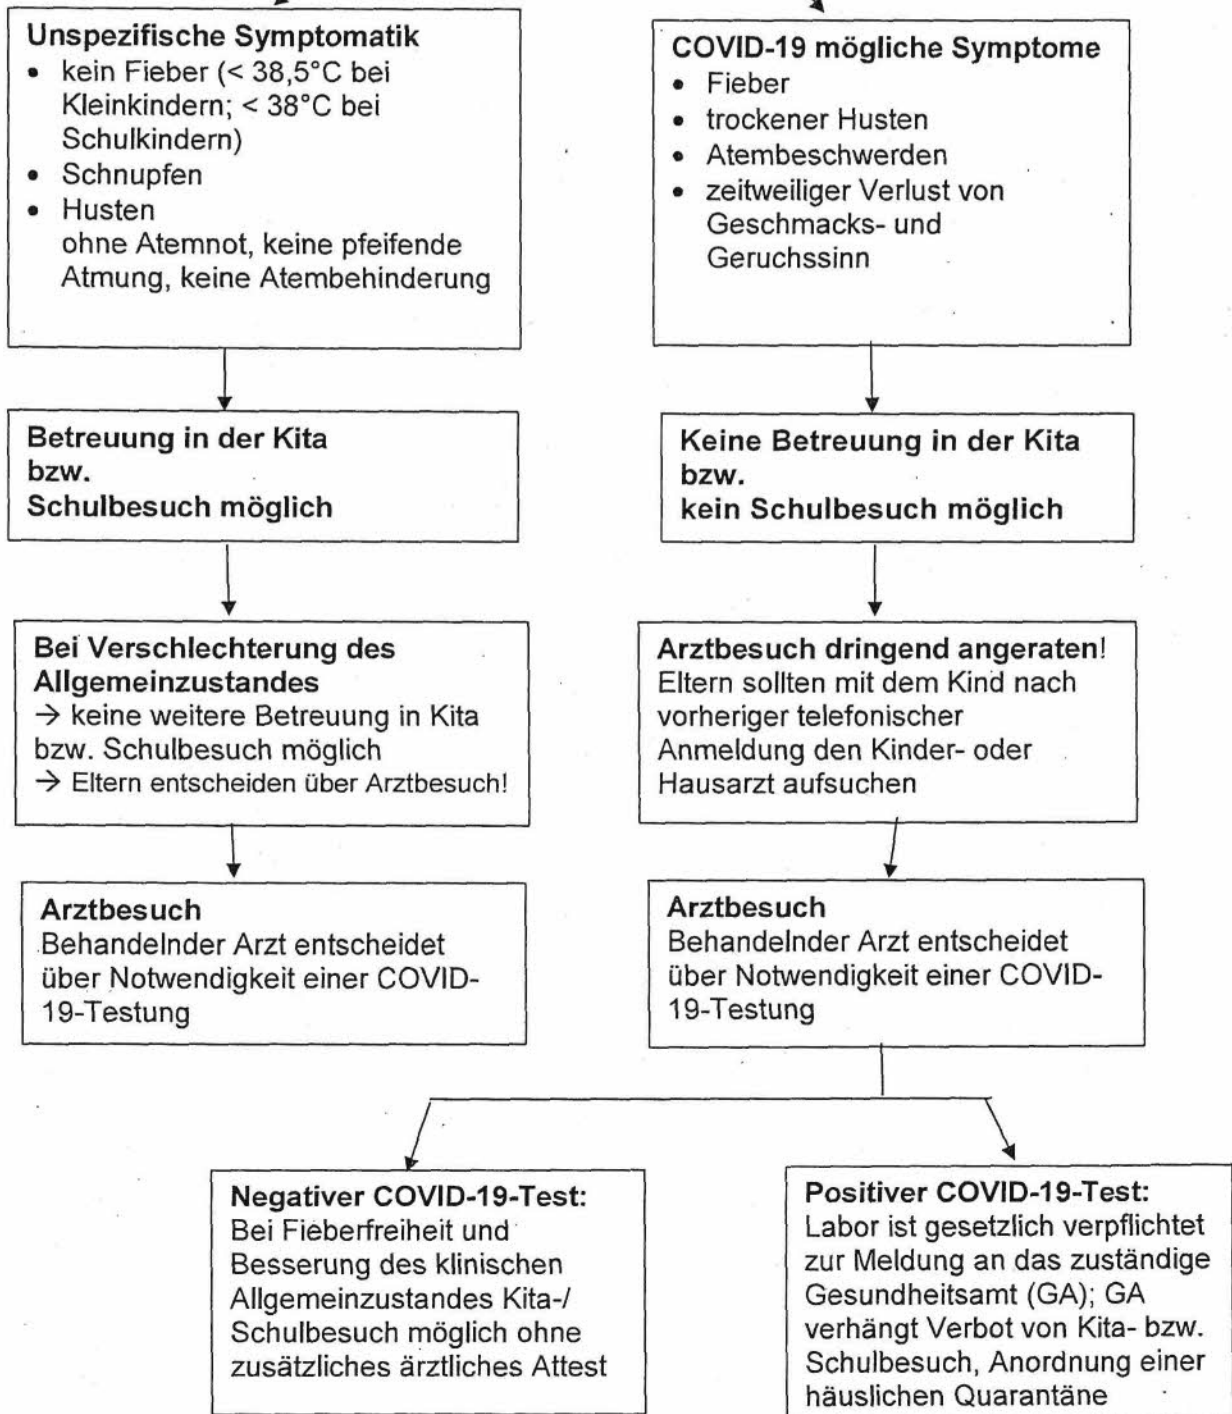 Unspezifische Symptomatik
• kein Fieber (< 38,5°C bei
Kleinkindern; < 38°C bei
Schulkindern)
• Schnupfen
• Husten
ohne Atemnot, keine pfeifende
Atmung, keine Atembehinderung
Betreuung in der Kita
bzw.
Schulbesuch möglich
Bei Verschlechterung des
Allgemeinzustandes
→ keine weitere Betreuung in Kita
bzw. Schulbesuch möglich
→ Eltern entscheiden über Arztbesuch!
Arztbesuch
Behandelnder Arzt entscheidet
über Notwendigkeit einer COVID-
19-Testung
COVID-19 mögliche Symptome
• Fieber
• trockener Husten
• Atembeschwerden
• zeitweiliger Verlust von
Geschmacks- und
Geruchssinn
Keine Betreuung in der Kita
bzw.
kein Schulbesuch möglich
Arztbesuch dringend angeraten!
Eltern sollten mit dem Kind nach
vorheriger telefonischer
Anmeldung den Kinder- oder
Hausarzt aufsuchen
Arztbesuch
Behandelnder Arzt entscheidet
über Notwendigkeit einer COVID-
19-Testung
Negativer COVID-19-Test:
Bei Fieberfreiheit und
Besserung des klinischen
Allgemeinzustandes Kita-/
Schulbesuch möglich ohne
zusätzliches ärztliches Attest
Positiver COVID-19-Test:
Labor ist gesetzlich verpflichtet
zur Meldung an das zuständige
Gesundheitsamt (GA); GA
verhängt Verbot von Kita- bzw.
Schulbesuch, Anordnung einer
häuslichen Quarantäne